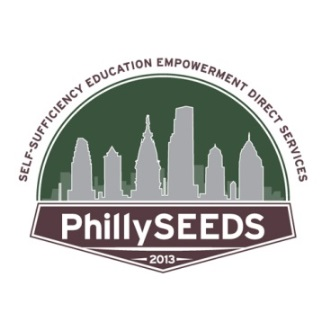 SELF-SUFFICIENCY EDUCATION EMPOWERMENT DIRECT SERVICES
PhillySEEDS
2013